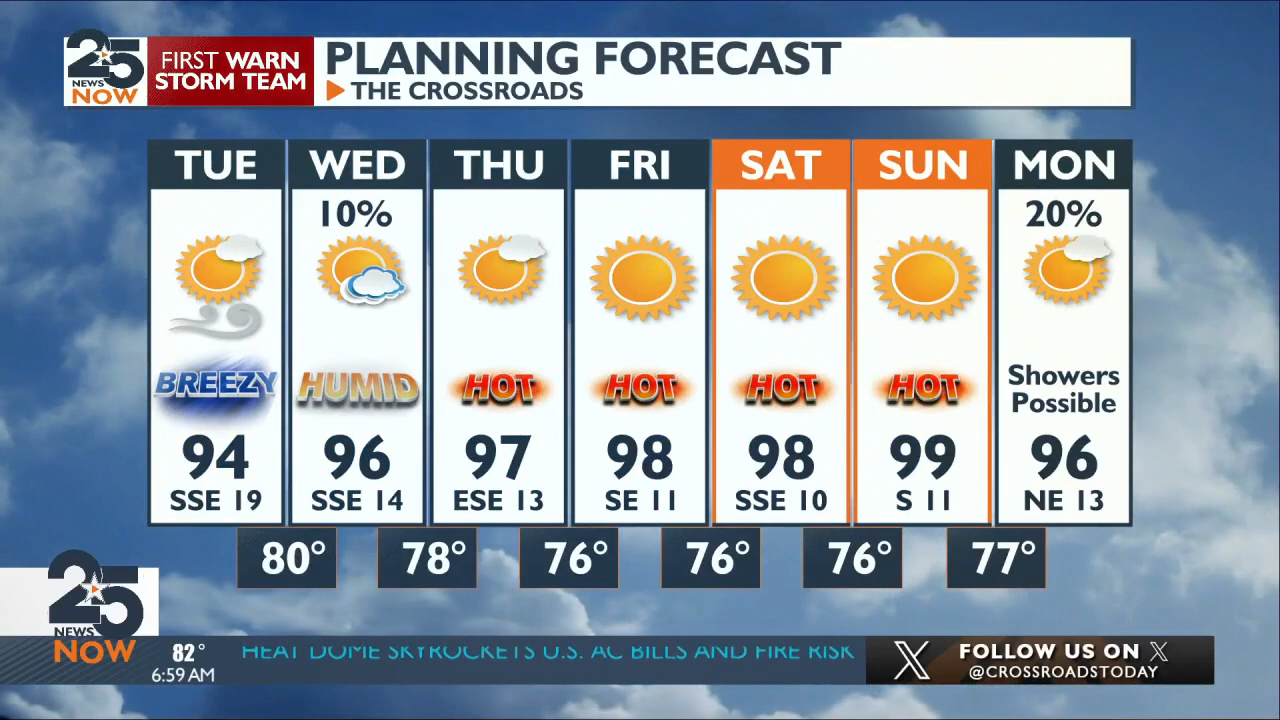 25
NEWS
NOW
FIRST WARN
STORM TEAM
PLANNING FORECAST
THE CROSSROADS
TUE WED THU FRI SAT SUN MON
10% 20%
BREEZY HUMID HOT HOT HOT HOT Showers
Possible
94 96 97 98 98 99 96
SSE 19 SSE 14 ESE 13 SE 11 SSE 10 S 11 NE 13
80° 78° 76° 76° 76° 77°
25
NEWS
NOW
82°
6:59 AM
HEAT DOME SKYROCKETS U.S. AC BILLS AND FIRE RISK
X FOLLOW US ON X
@CROSSROADSTODAY